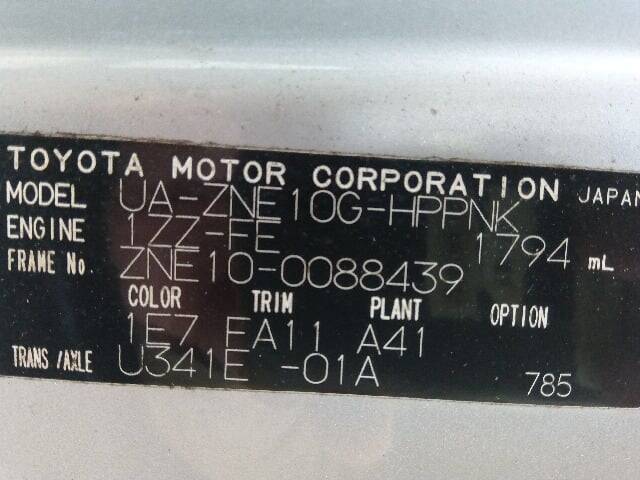 TOYOTA MOTOR CORPORATION JAPAN
MODEL UA-ZNE10G-HPPNK
ENGINE 1ZZ-FE 1794 mL
FRAME No ZNE10-0088439
COLOR TRIM PLANT OPTION
1E7 FA11 A41
TRANS/AXLE U341E -01A 785